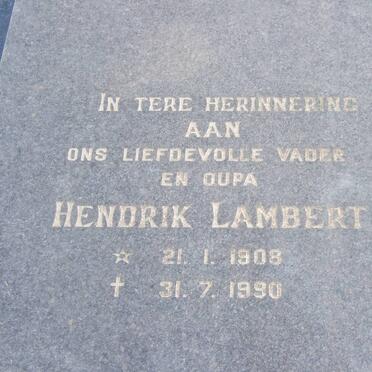 IN TERE HERINNERING
AAN
ONS LIEFDEVOLLE VADER
EN OUPA
HENDRIK LAMBERT
☆ 21. 1. 1908
† 31. 7. 1990